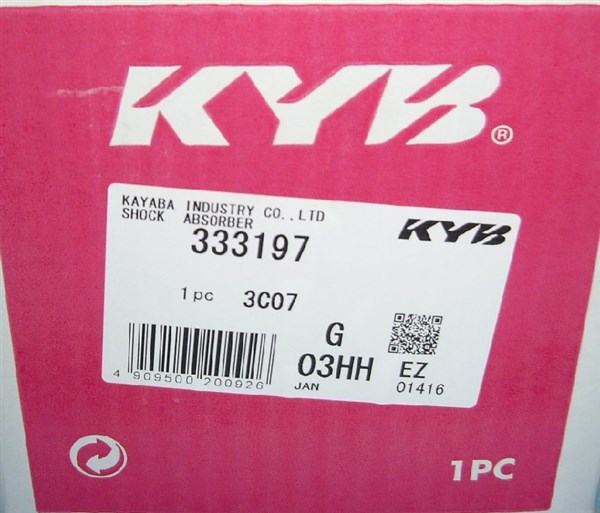 KYB®
KAYABA INDUSTRY CO.,LTD
SHOCK ABSORBER
333197
KYB
1pc 3C07
G
03HH EZ
4 909500 200926
JAN 01416
1PC